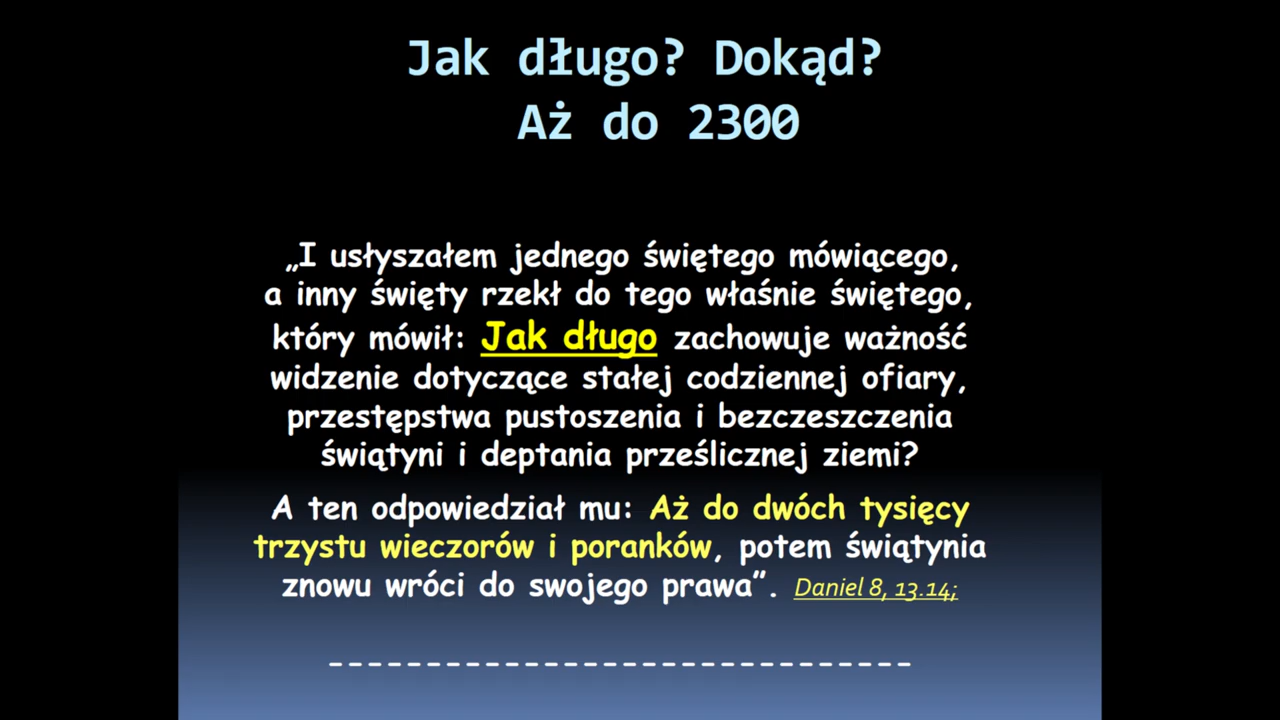 Jak długo? Dokąd?
Aż do 2300
„I usłyszałem jednego świętego mówiącego,
a inny święty rzekł do tego właśnie świętego,
który mówił: Jak długo zachowuje ważność
widzenie dotyczące stałej codziennej ofiary,
przestępstwa pustoszenia i bezczeszczenia
świątyni i deptania prześlicznej ziemi?
A ten odpowiedział mu: Aż do dwóch tysięcy
trzystu wieczorów i poranków, potem świątynia
znowu wróci do swojego prawa”. Daniel 8, 13.14;
------------------------------